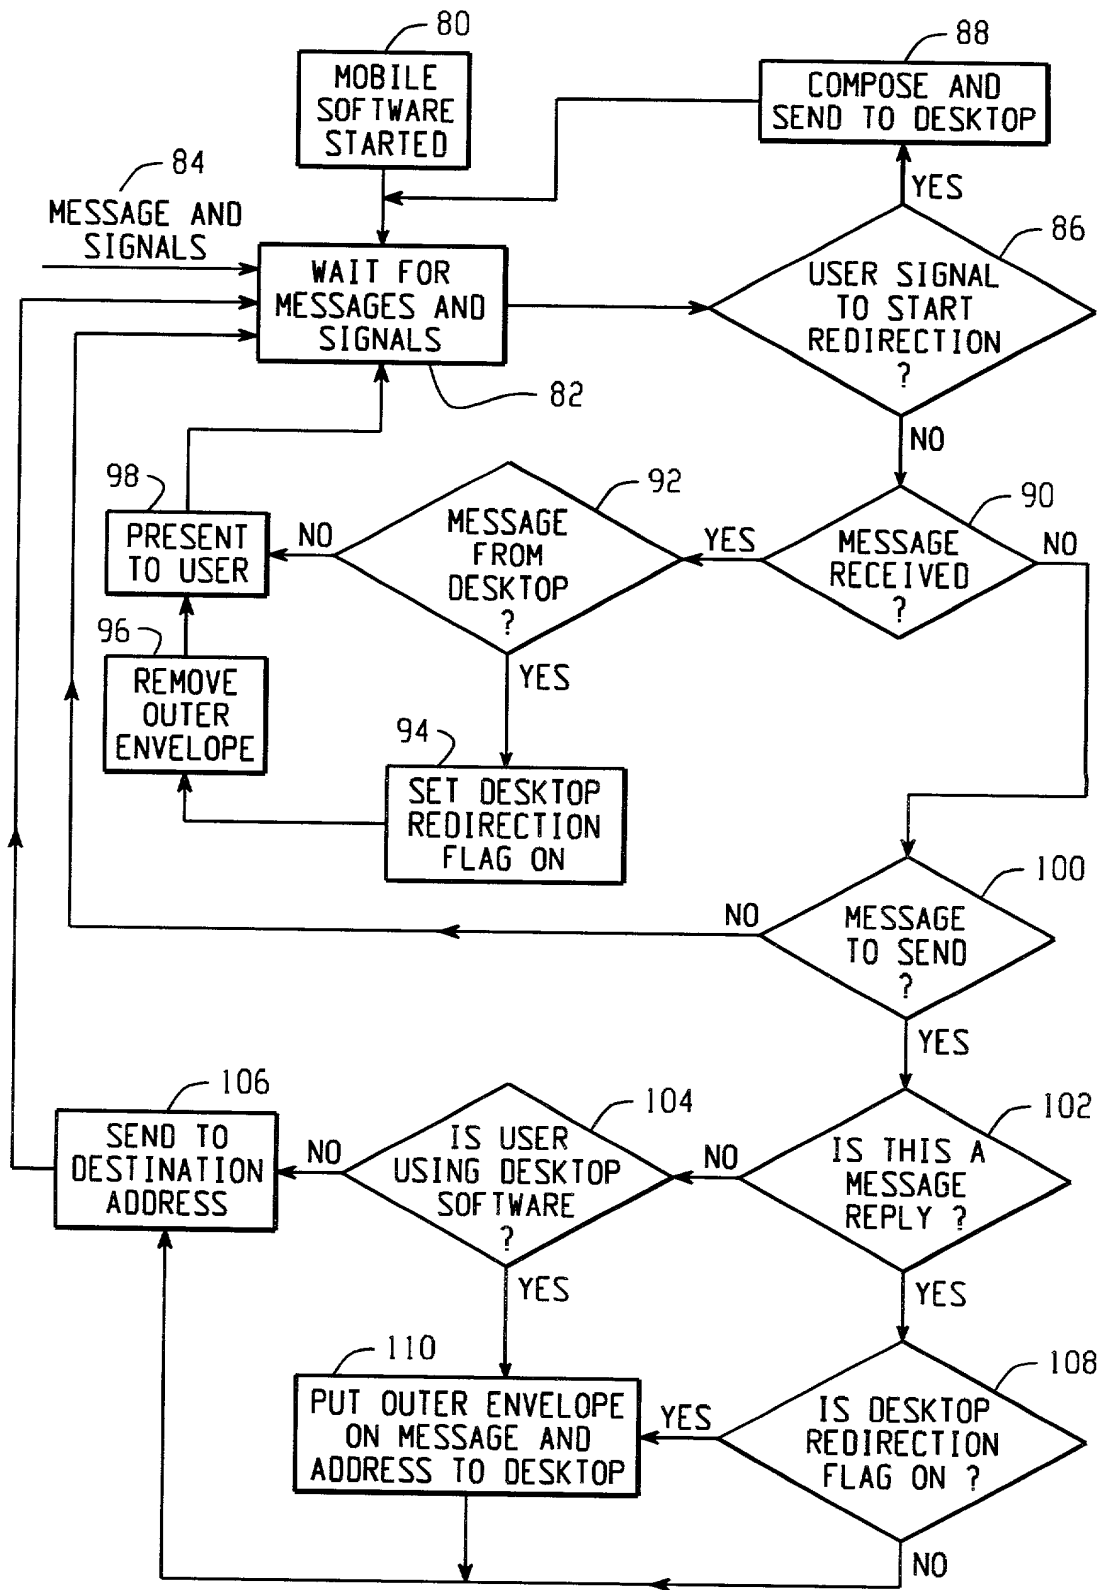 80
MOBILE
SOFTWARE
STARTED
88
COMPOSE AND
SEND TO DESKTOP
84
MESSAGE AND
SIGNALS
YES
86
WAIT FOR
MESSAGES AND
SIGNALS
82
USER SIGNAL
TO START
REDIRECTION
?
NO
98
PRESENT
TO USER
NO
92
MESSAGE
FROM
DESKTOP
?
YES
90
MESSAGE
RECEIVED
?
NO
96
REMOVE
OUTER
ENVELOPE
YES
94
SET DESKTOP
REDIRECTION
FLAG ON
100
NO
MESSAGE
TO SEND
?
YES
106
SEND TO
DESTINATION
ADDRESS
NO
104
IS USER
USING DESKTOP
SOFTWARE
?
NO
102
IS THIS A
MESSAGE
REPLY ?
YES
YES
110
PUT OUTER ENVELOPE
ON MESSAGE AND
ADDRESS TO DESKTOP
YES
108
IS DESKTOP
REDIRECTION
FLAG ON ?
NO